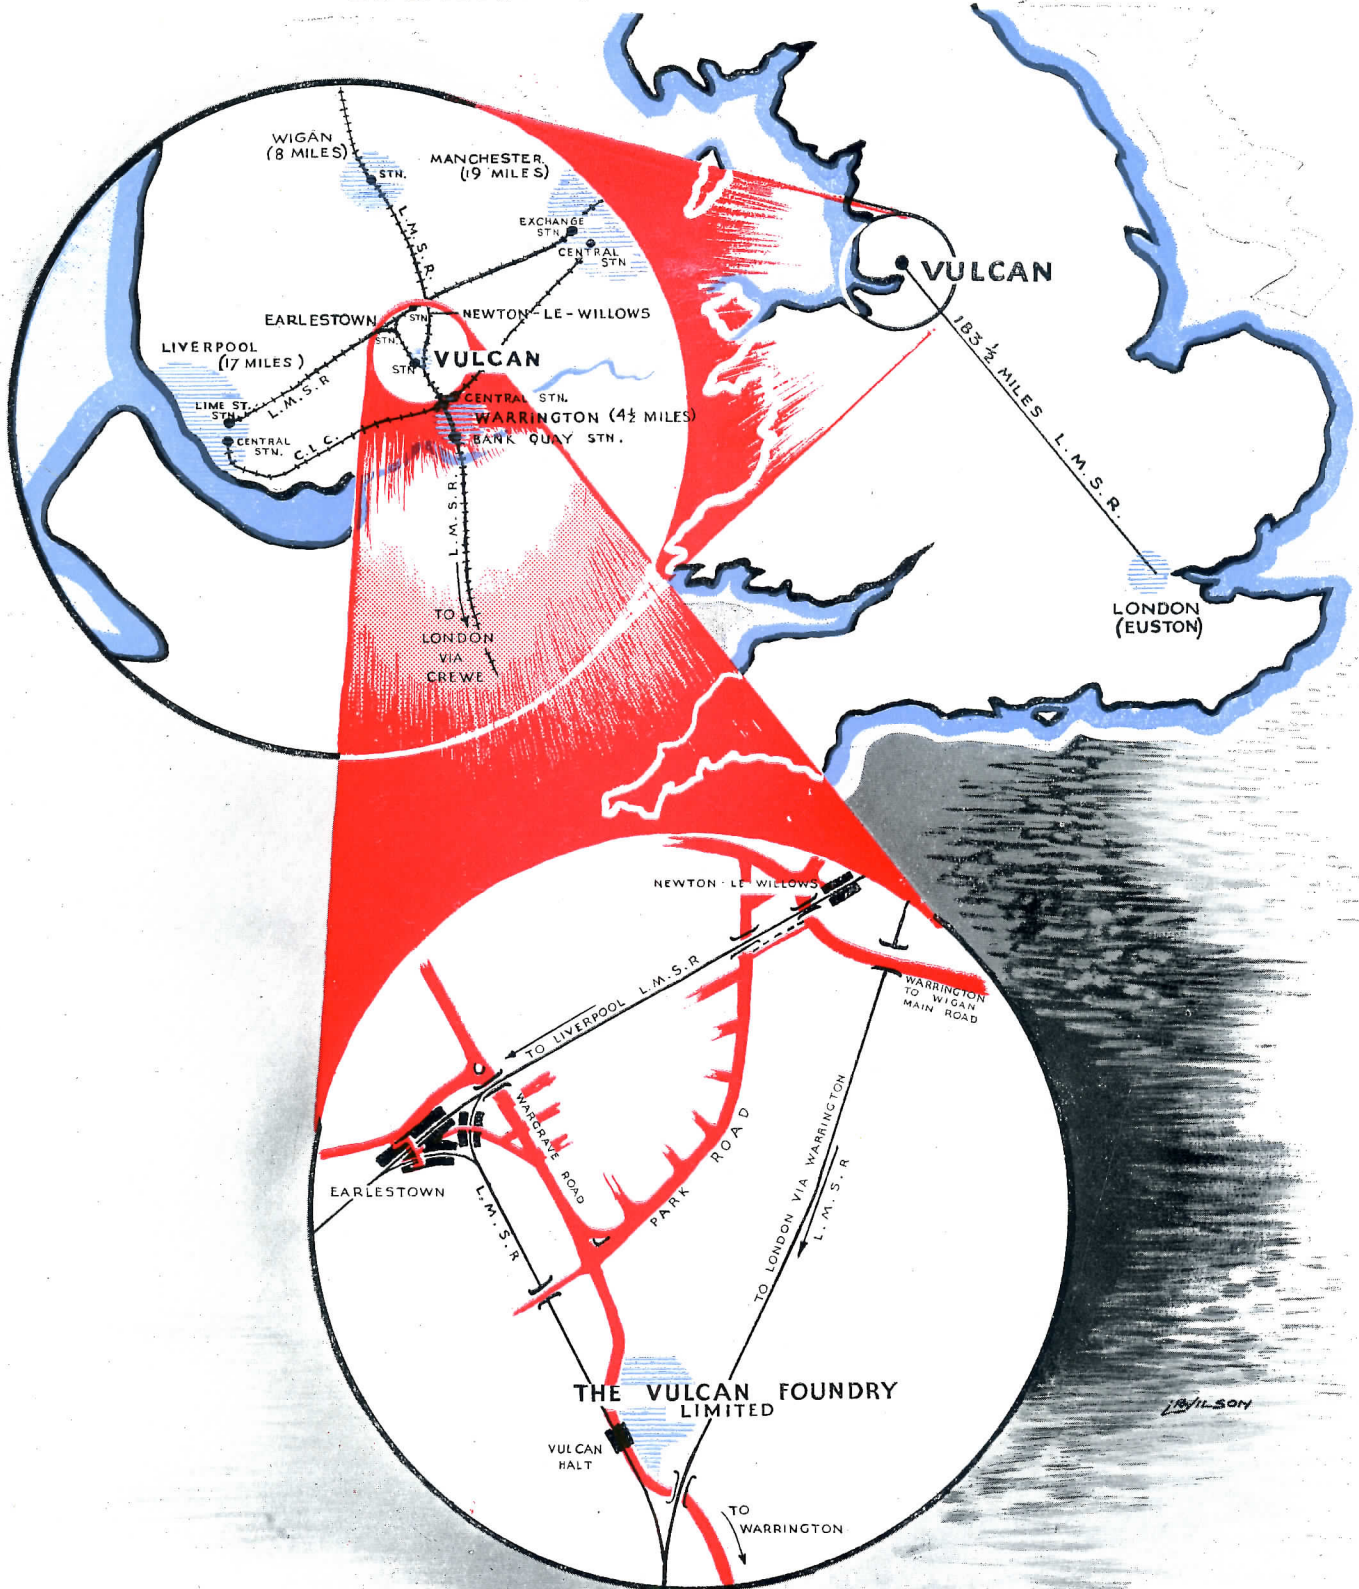 WIGAN
(8 MILES)
STN.
L.M.S.R.
MANCHESTER.
(19 MILES)
EXCHANGE
STN.
CENTRAL
STN
EARLESTOWN
STN.
STN
NEWTON-LE-WILLOWS
LIVERPOOL
(17 MILES)
STN
VULCAN
LIME ST.
STN.
L.M.S.R
CENTRAL
STN.
C.L.C.
CENTRAL STN.
WARRINGTON (4½ MILES)
BANK QUAY STN.
L.M.S.R.
TO
LONDON
VIA
CREWE
VULCAN
183½ MILES L.M.S.R.
LONDON
(EUSTON)
NEWTON-LE WILLOWS
WARRINGTON
TO WIGAN
MAIN ROAD
TO LIVERPOOL L.M.S.R
WARGRAVE ROAD
EARLESTOWN
L.M.S.R
PARK ROAD
TO LONDON VIA WARRINGTON
L.M.S.R
THE VULCAN FOUNDRY
LIMITED
VULCAN
HALT
TO
WARRINGTON